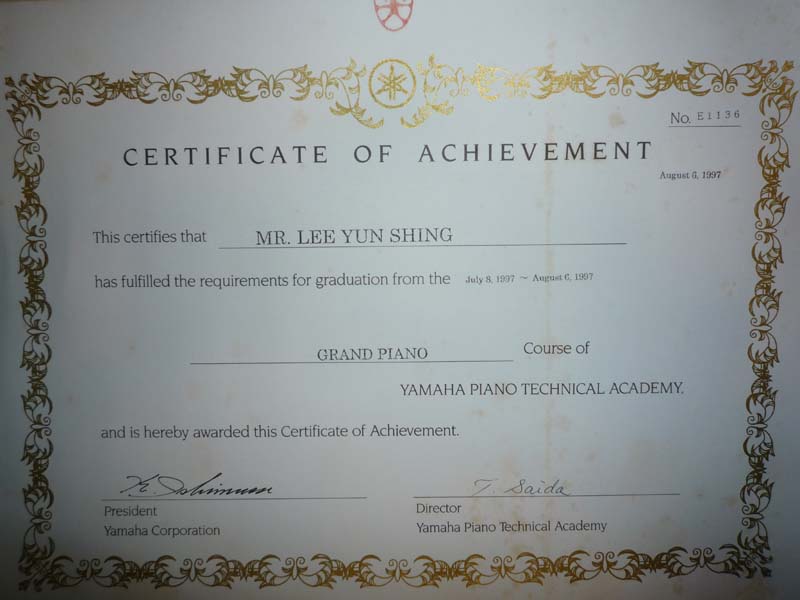 No. E1136
CERTIFICATE OF ACHIEVEMENT
August 6, 1997
This certifies that MR. LEE YUN SHING
has fulfilled the requirements for graduation from the July 8, 1997 ~ August 6, 1997
GRAND PIANO Course of
YAMAHA PIANO TECHNICAL ACADEMY,
and is hereby awarded this Certificate of Achievement.
T. Saida
President Director
Yamaha Corporation Yamaha Piano Technical Academy